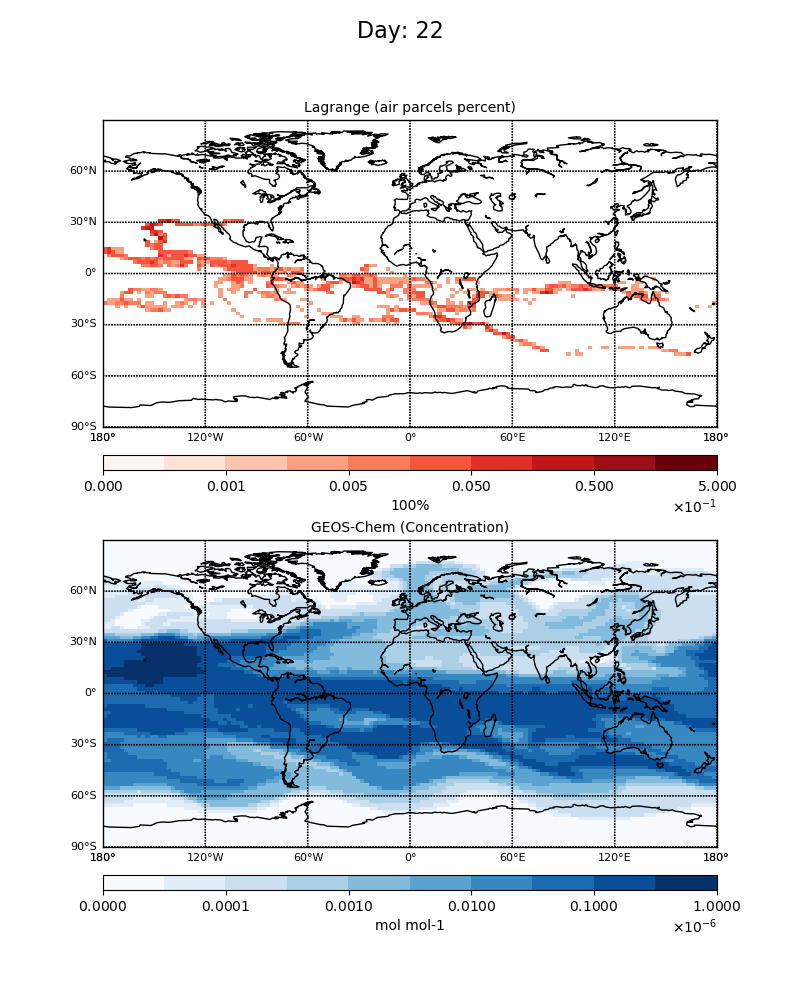 Day: 22
Lagrange (air parcels percent)
60°N
30°N
0°
30°S
60°S
90°S
180° 120°W 60°W 0° 60°E 120°E 180°
0.000 0.001 0.005 0.050 0.500 5.000
100% ×10⁻¹
GEOS-Chem (Concentration)
60°N
30°N
0°
30°S
60°S
90°S
180° 120°W 60°W 0° 60°E 120°E 180°
0.0000 0.0001 0.0010 0.0100 0.1000 1.0000
mol mol-1 ×10⁻⁶